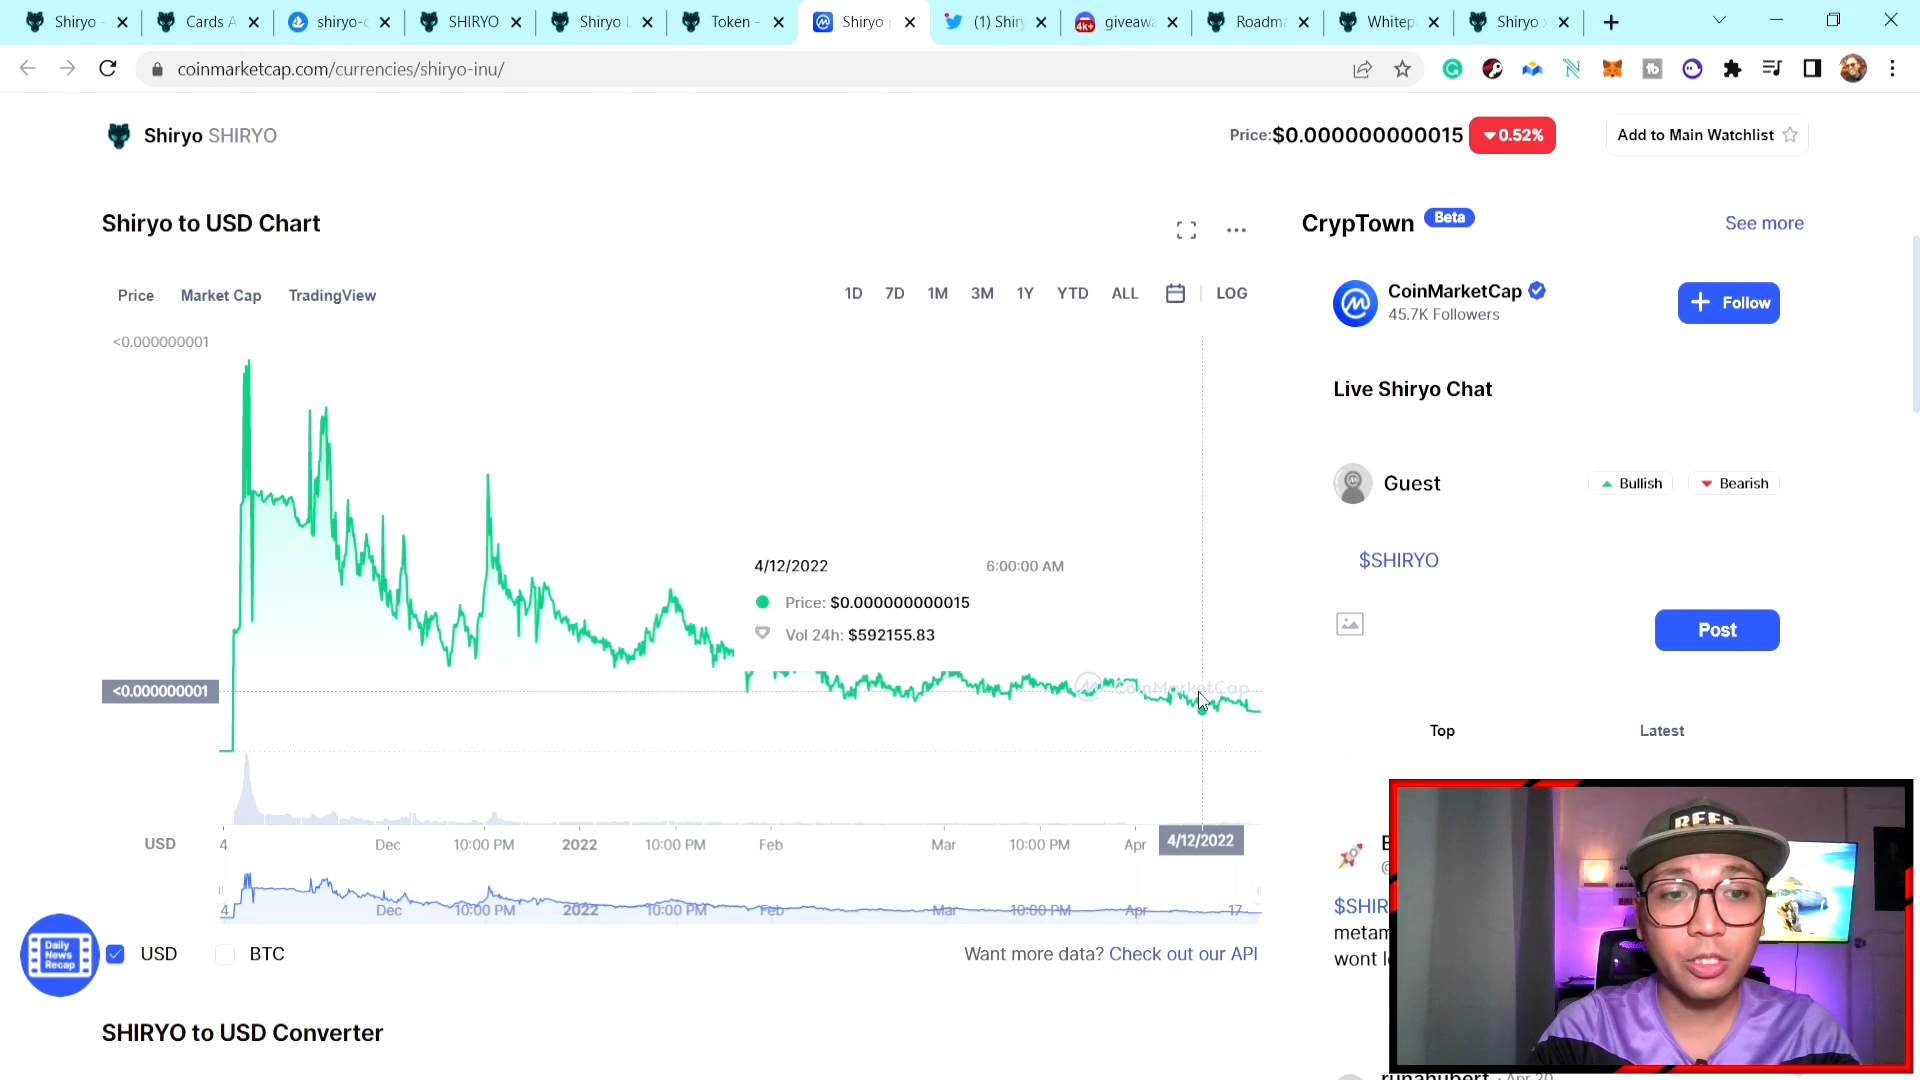 Shiryo -
Cards A
shiryo-c
SHIRYO
Shiryo L
Token -
Shiryo p
(1) Shiry
giveawa
Roadma
Whitep
Shiryo x
coinmarketcap.com/currencies/shiryo-inu/
Shiryo SHIRYO
Price:$0.000000000015 0.52%
Add to Main Watchlist
Shiryo to USD Chart
CrypTown Beta
See more
Price Market Cap TradingView
1D 7D 1M 3M 1Y YTD ALL LOG
CoinMarketCap
45.7K Followers
Follow
<0.000000001
Live Shiryo Chat
Guest
Bullish
Bearish
$SHIRYO
4/12/2022 6:00:00 AM
Price: $0.000000000015
Vol 24h: $592155.83
Post
<0.000000001
CoinMarketCap
Top
Latest
USD 4 Dec 10:00 PM 2022 10:00 PM Feb Mar 10:00 PM Apr 4/12/2022
4 Dec 10:00 PM 2022 10:00 PM Feb Mar 10:00 PM Apr 17
Daily
News
Recap
USD
BTC
Want more data? Check out our API
$SHIR
metam
wont l
SHIRYO to USD Converter
runahubert · Apr 20